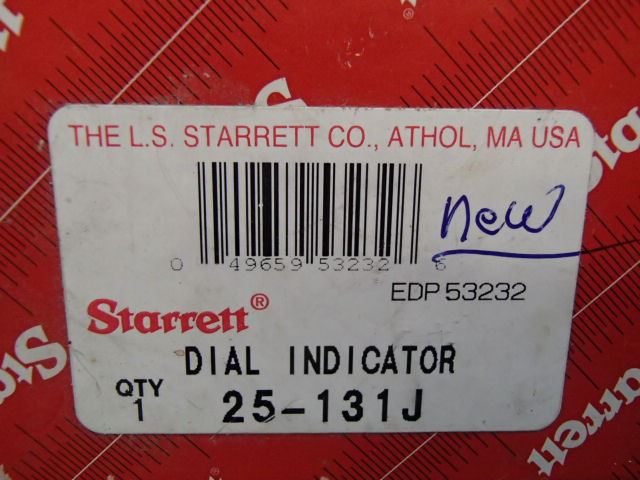 THE L.S. STARRETT CO., ATHOL, MA USA
new
0 49659 53232 6
EDP 53232
Starrett®
DIAL INDICATOR
QTY 25-131J
1
Starrett